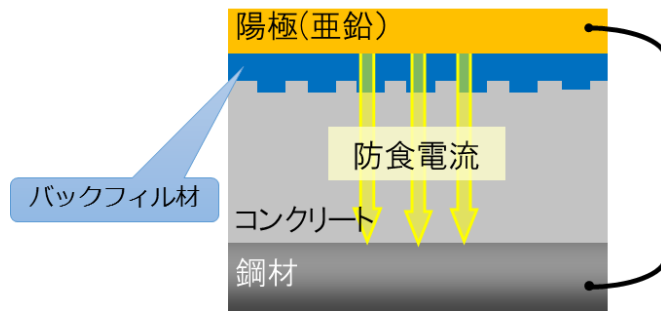 陽極(亜鉛）
防食電流
バックフィル材
コンクリート
鋼材